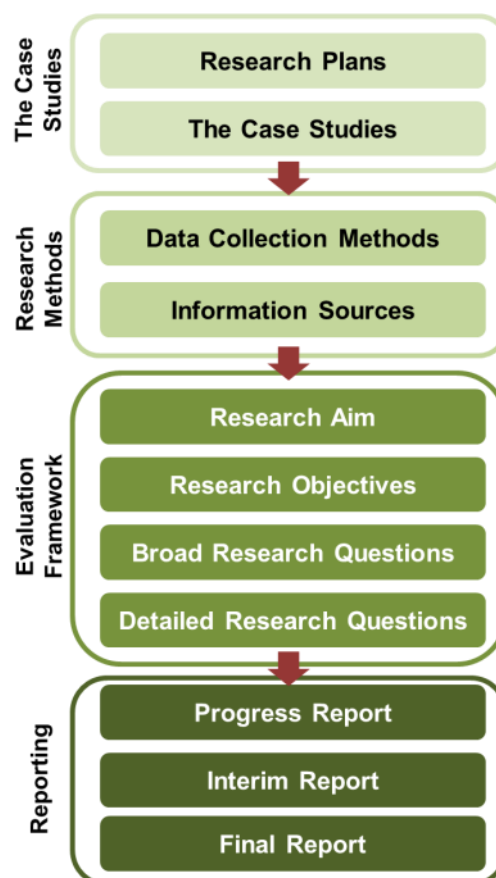 The Case
Studies
Research Plans
The Case Studies
Research
Methods
Data Collection Methods
Information Sources
Evaluation
Framework
Research Aim
Research Objectives
Broad Research Questions
Detailed Research Questions
Reporting
Progress Report
Interim Report
Final Report